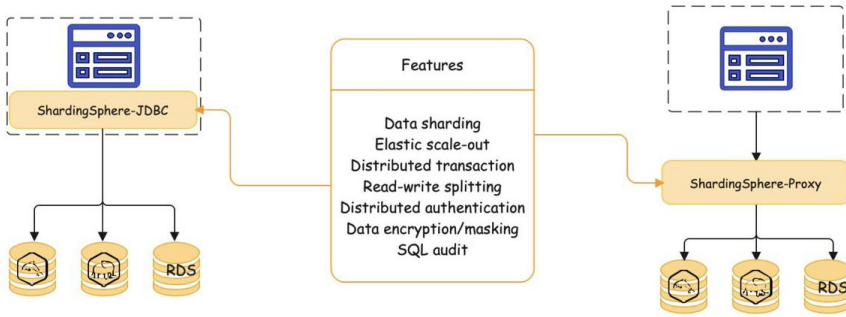 ShardingSphere-JDBC
RDS
Features
Data sharding
Elastic scale-out
Distributed transaction
Read-write splitting
Distributed authentication
Data encryption/masking
SQL audit
ShardingSphere-Proxy
RDS